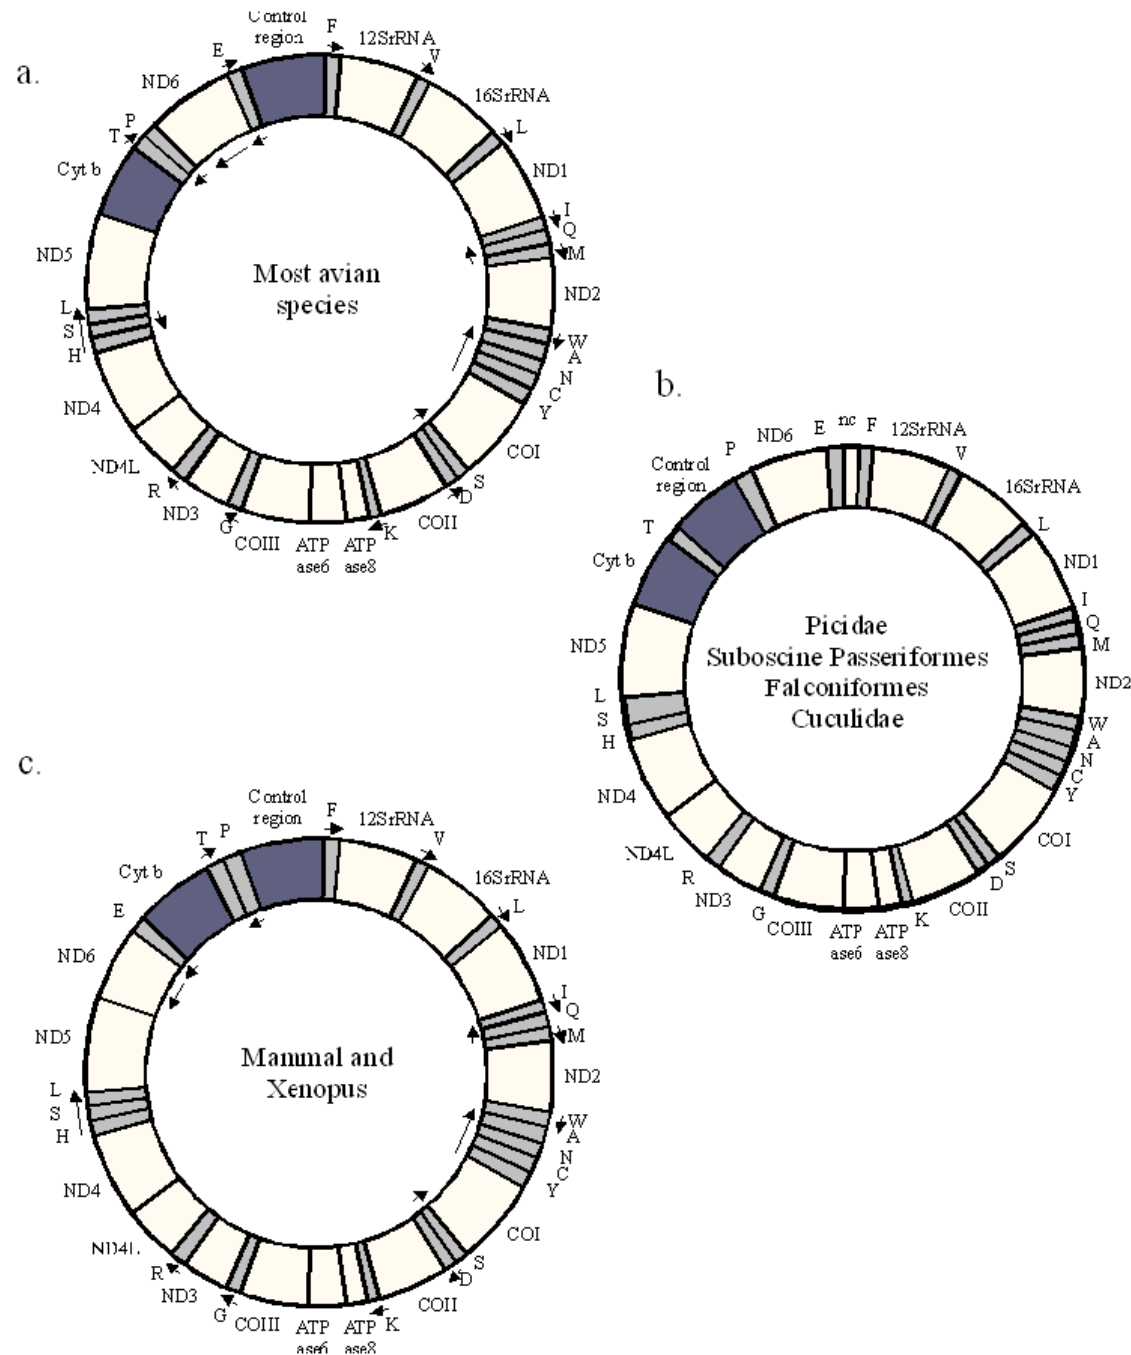 a.
Control
region
F
12SrRNA
V
16SrRNA
L
ND1
I
Q
M
ND2
W
A
N
C
Y
COI
S
D
COII
K
ATP
ase8
ATP
ase6
COIII
G
ND3
R
ND4L
ND4
H
S
L
ND5
Cyt b
T
P
ND6
E
Most avian
species
b.
Control
region
P
ND6
E
nc
F
12SrRNA
V
16SrRNA
L
ND1
I
Q
M
ND2
W
A
N
C
Y
COI
S
D
COII
K
ATP
ase8
ATP
ase6
COIII
G
ND3
R
ND4L
ND4
H
S
L
ND5
Cyt b
T
Picidae
Suboscine Passeriformes
Falconiformes
Cuculidae
c.
Control
region
F
12SrRNA
V
16SrRNA
L
ND1
I
Q
M
ND2
W
A
N
C
Y
COI
S
D
COII
K
ATP
ase8
ATP
ase6
COIII
G
ND3
R
ND4L
ND4
H
S
L
ND5
ND6
E
Cyt b
T
P
Mammal and
Xenopus